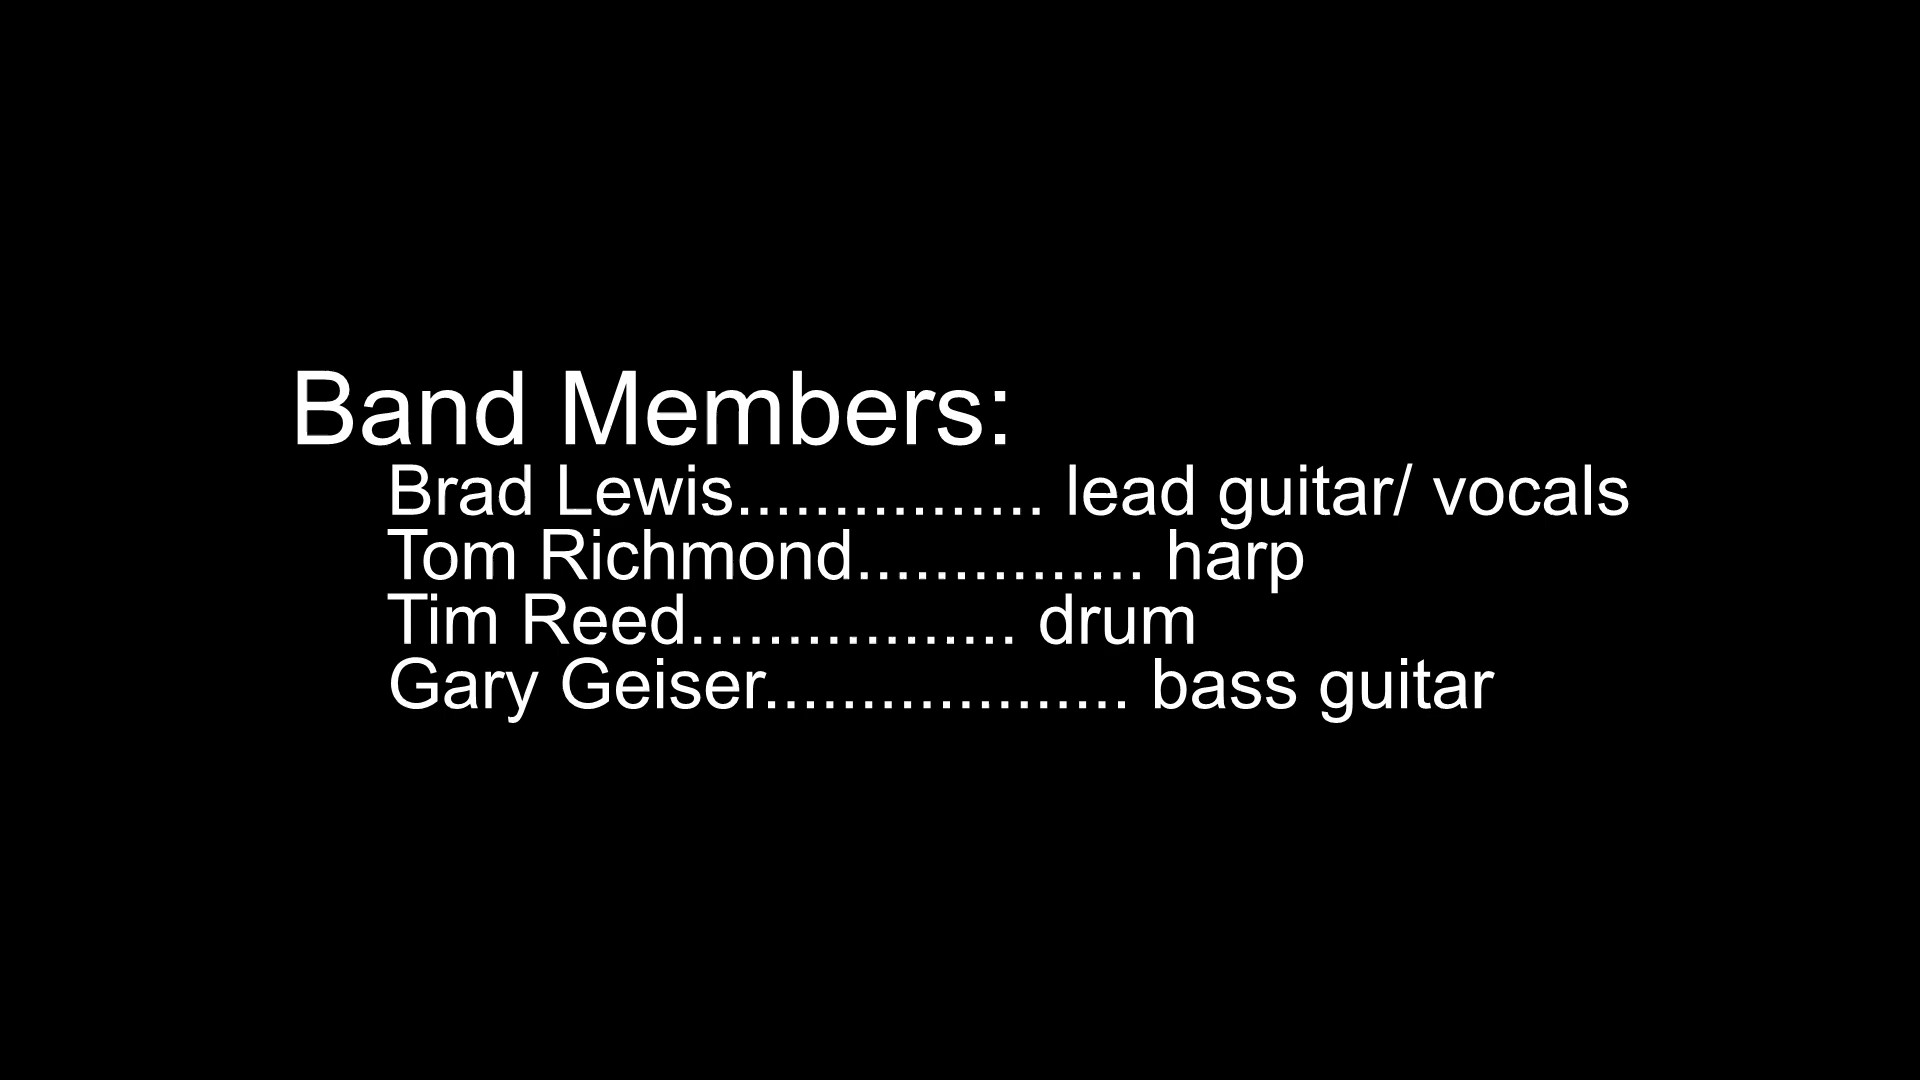 Band Members:
Brad Lewis................ lead guitar/ vocals
Tom Richmond............... harp
Tim Reed................. drum
Gary Geiser................... bass guitar